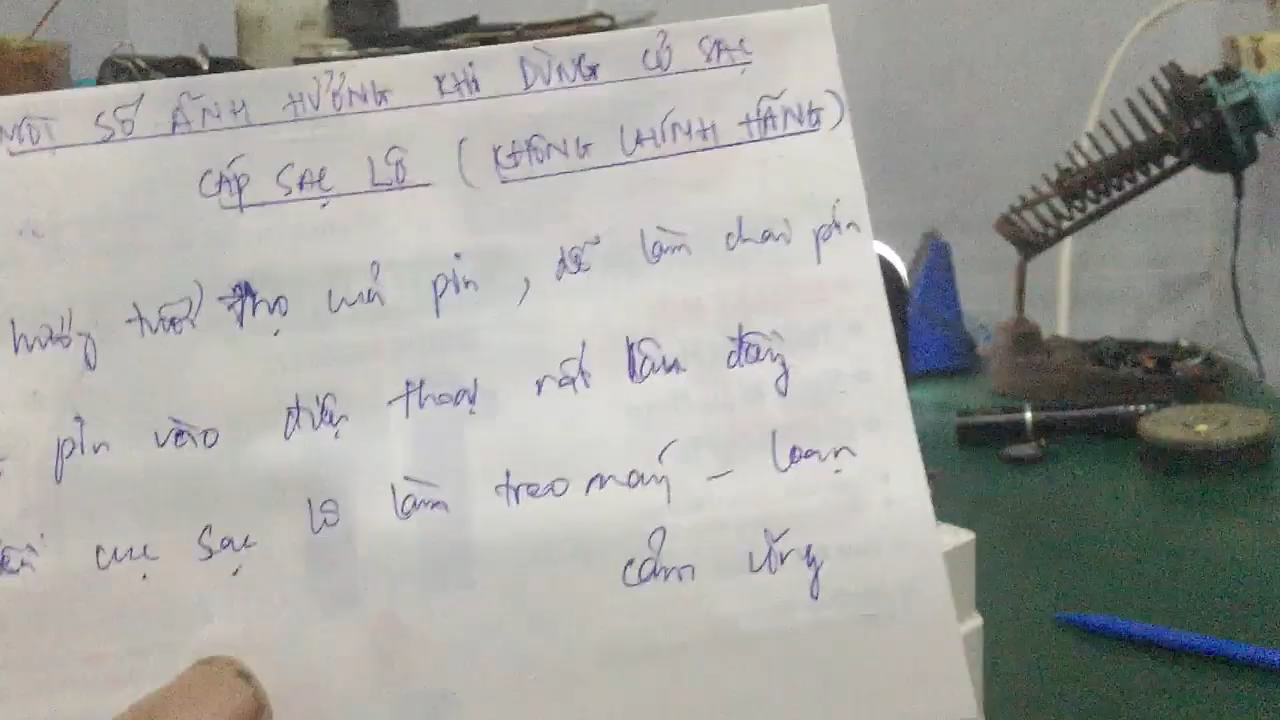 MỘT SỐ ẢNH HƯỞNG KHI DÙNG CỦ SẠC
CÁP SẠC LÔ (KHÔNG CHÍNH HÃNG)
hưởng tuổi thọ của pin, dễ làm chai pin
pin vào điện thoại rất lâu đầy
cục sạc lô làm treo máy - loạn
cảm ứng